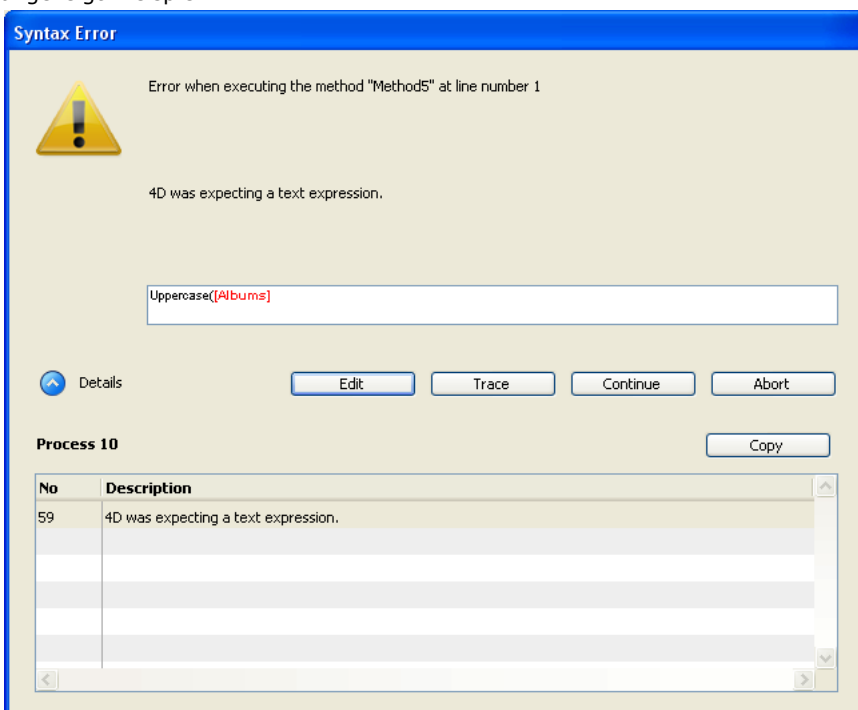 Syntax Error
Error when executing the method "Method5" at line number 1
4D was expecting a text expression.
Uppercase([Albums]
Details
Edit
Trace
Continue
Abort
Process 10
Copy
No Description
59 4D was expecting a text expression.